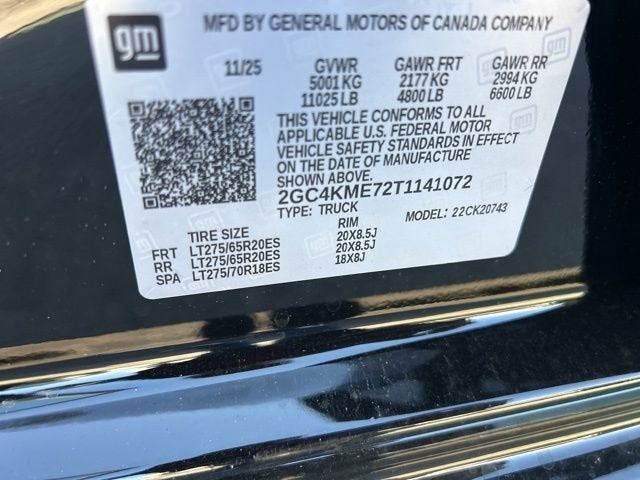 gm
MFD BY GENERAL MOTORS OF CANADA COMPANY
11/25 GVWR GAWR FRT GAWR RR
5001 KG 2177 KG 2994 KG
11025 LB 4800 LB 6600 LB
THIS VEHICLE CONFORMS TO ALL
APPLICABLE U.S. FEDERAL MOTOR
VEHICLE SAFETY STANDARDS IN EFFECT
ON THE DATE OF MANUFACTURE
SHOWN ABOVE.
2GC4KME72T1141072
TYPE: TRUCK MODEL: 22CK20743
TIRE SIZE RIM
FRT LT275/65R20ES 20X8.5J
RR LT275/65R20ES 20X8.5J
SPA LT275/70R18ES 18X8J